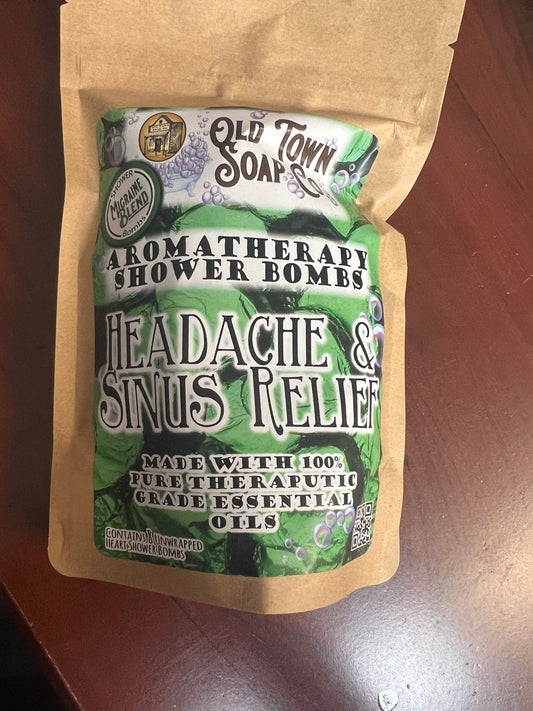 Old Town
Soap Co
Shower
Migraine
Blend
Bombs
Aromatherapy
Shower Bombs
Headache &
Sinus Relief
Made with 100%
Pure Theraputic
Grade Essential
Oils
Contains 8 Unwrapped
Heart Shower Bombs